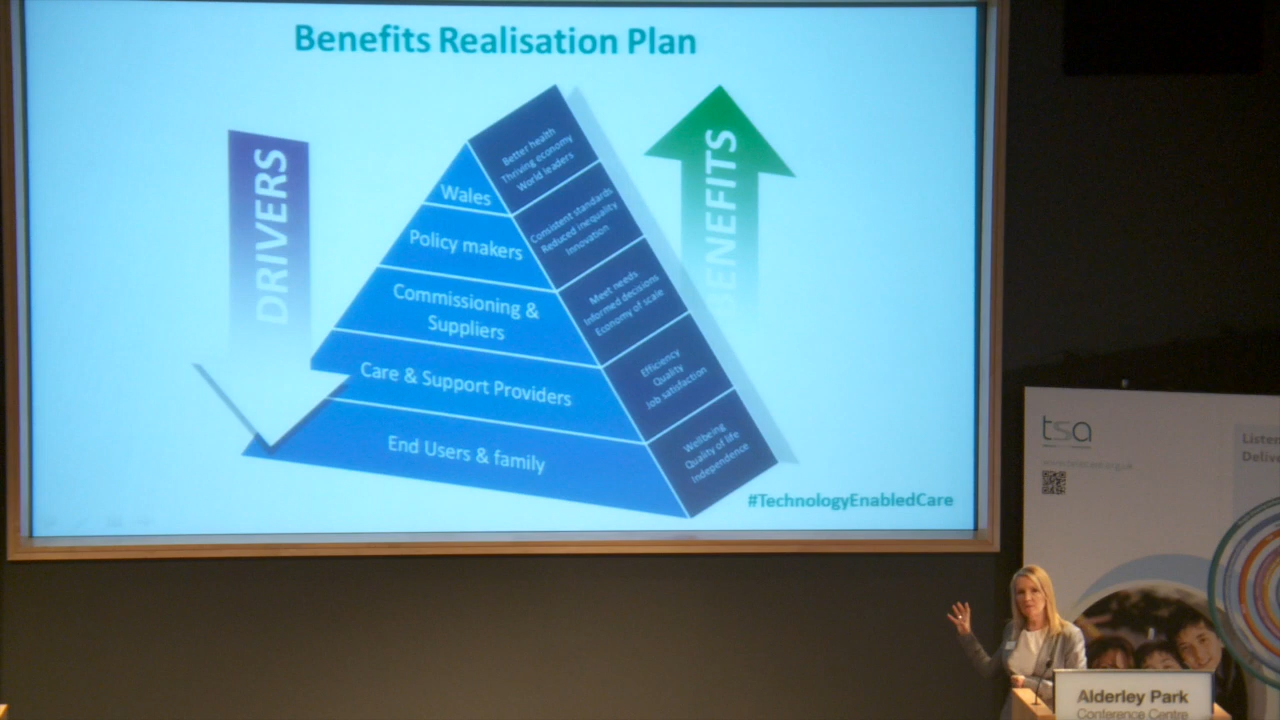 Benefits Realisation Plan
DRIVERS
BENEFITS
Wales
Better health
Thriving economy
World leaders
Policy makers
Consistent standards
Reduced inequality
Innovation
Commissioning &
Suppliers
Meet needs
Informed decisions
Economy of scale
Care & Support Providers
Efficiency
Quality
Job satisfaction
End Users & family
Wellbeing
Quality of life
Independence
#TechnologyEnabledCare
tsa
Listen
Delive
Alderley Park
Conference Centre